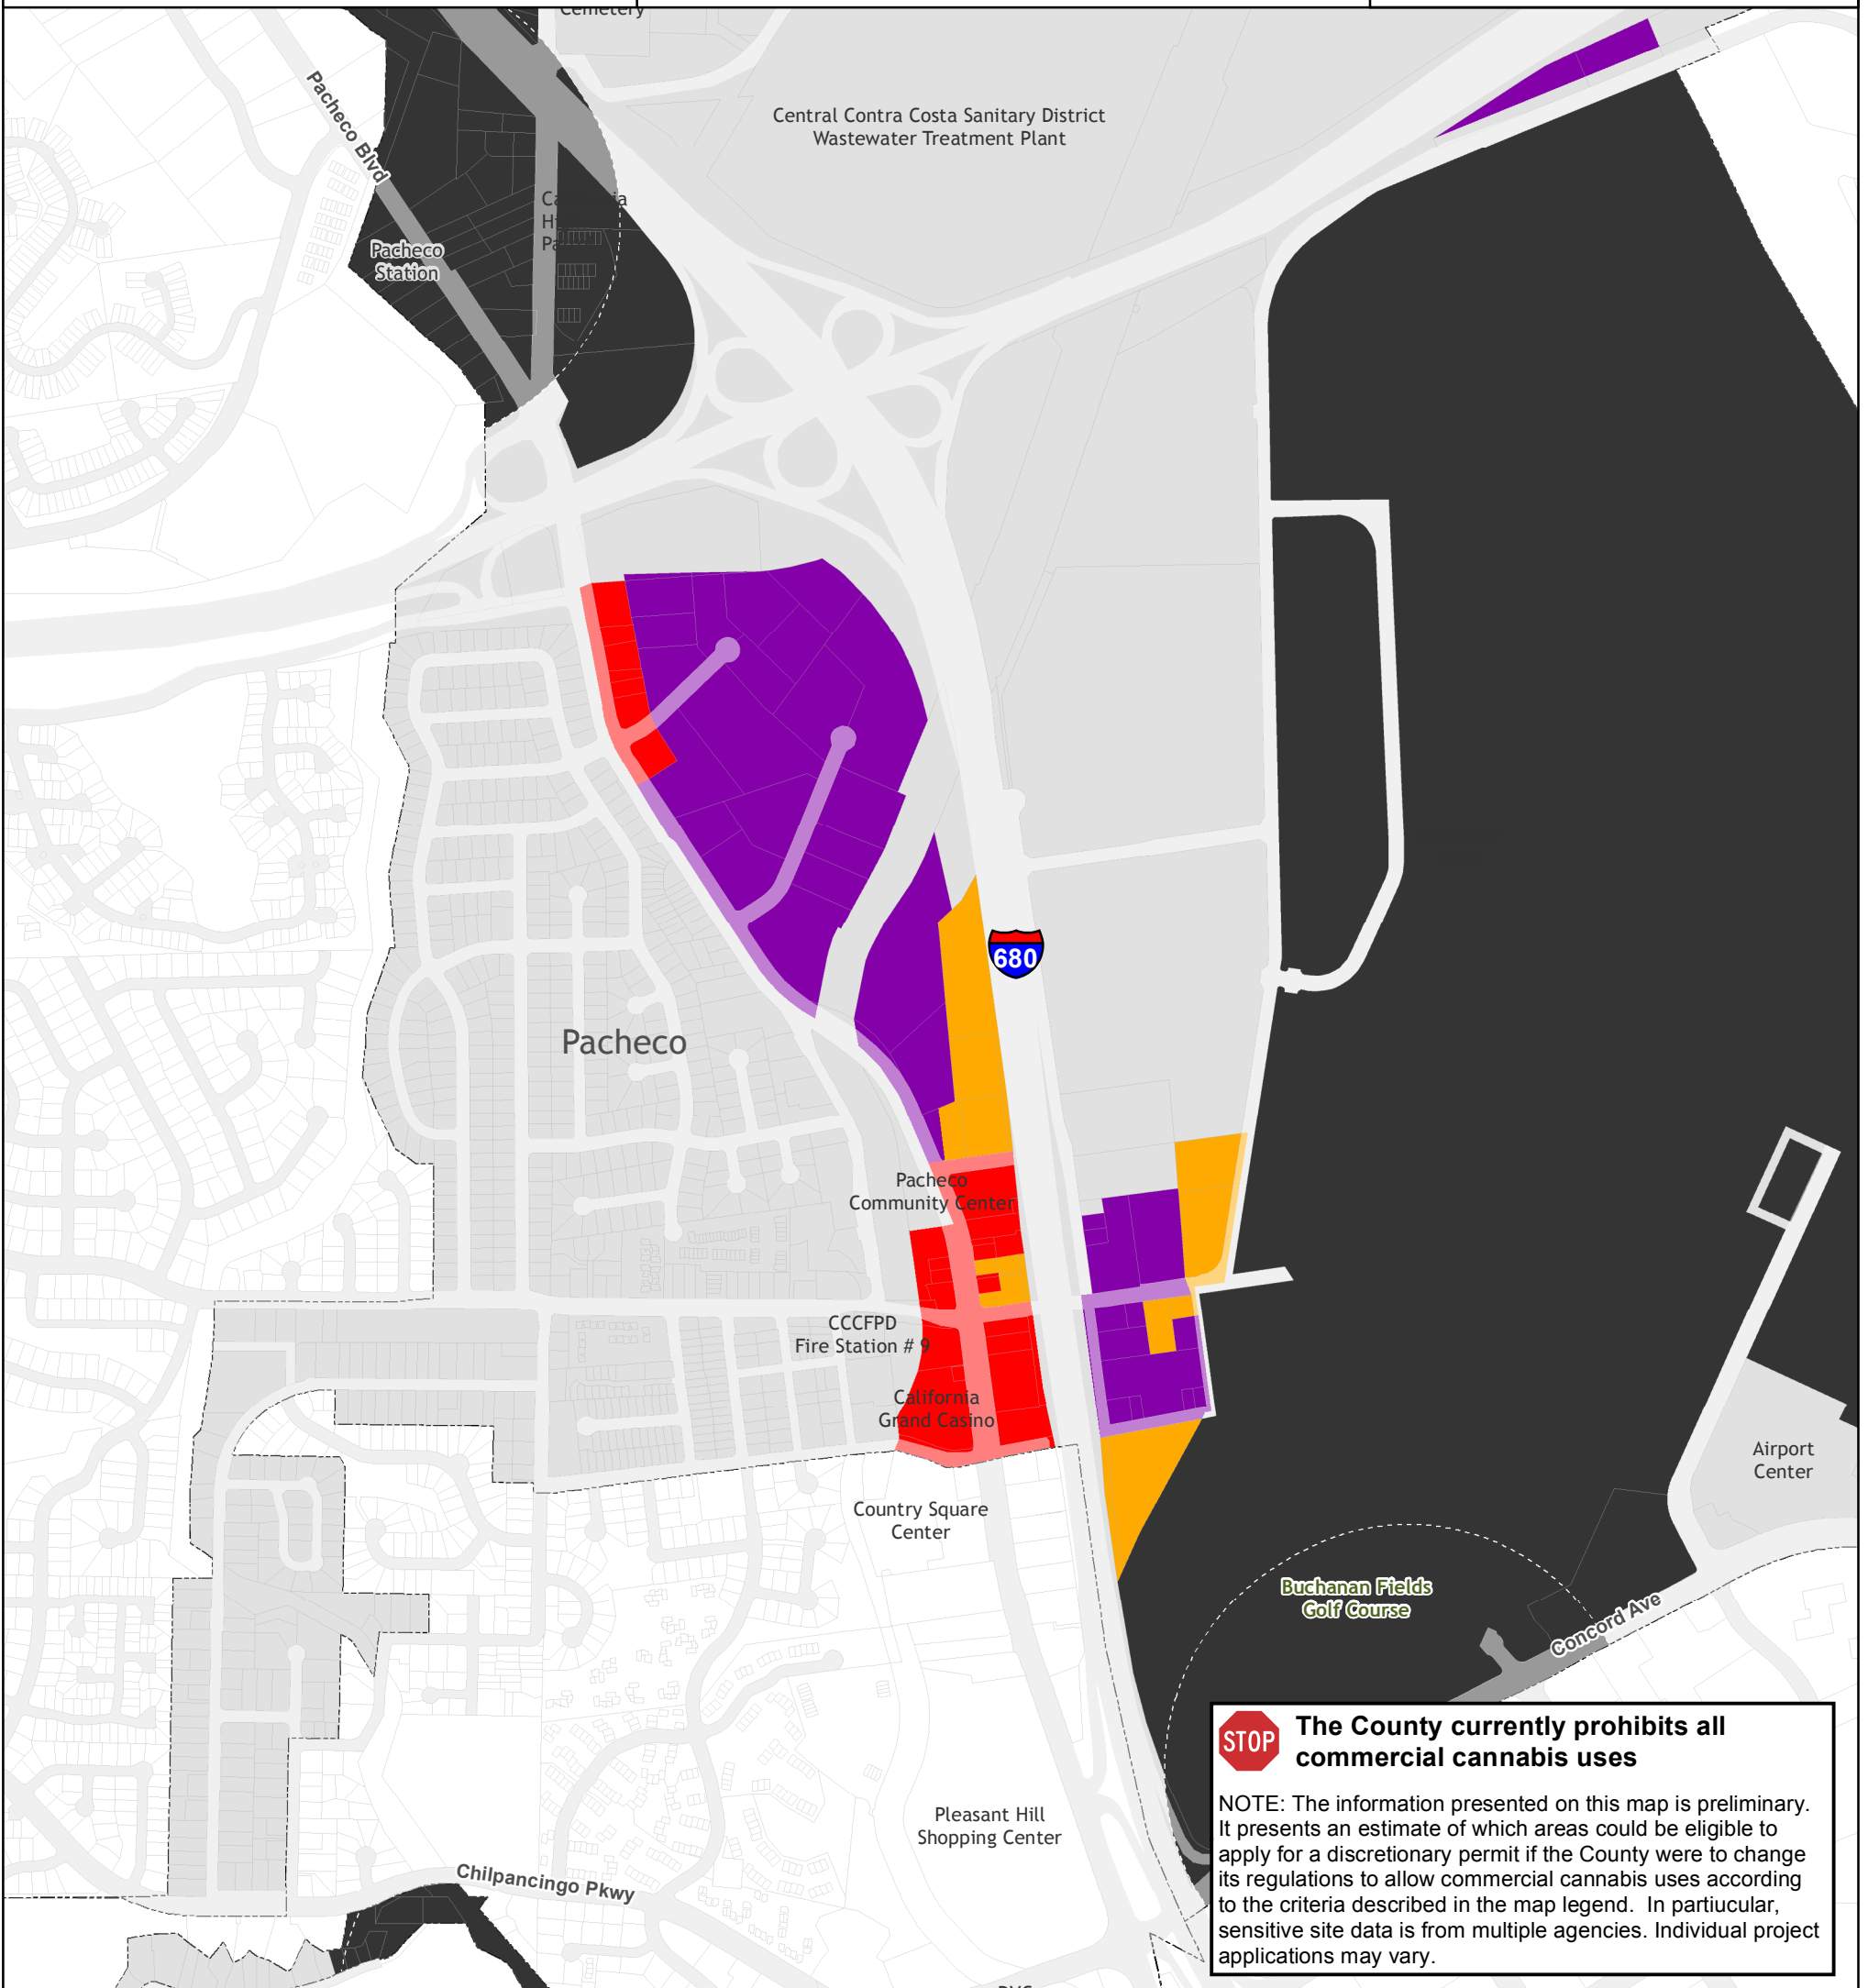 Cemetery
Central Contra Costa Sanitary District
Wastewater Treatment Plant
Pacheco Blvd
Pacheco
Station
680
Pacheco
Pacheco
Community Center
CCCFPD
Fire Station # 9
California
Grand Casino
Country Square
Center
Airport
Center
Buchanan Fields
Golf Course
Concord Ave
Pleasant Hill
Shopping Center
Chilpancingo Pkwy
STOP
The County currently prohibits all
commercial cannabis uses
NOTE: The information presented on this map is preliminary.
It presents an estimate of which areas could be eligible to
apply for a discretionary permit if the County were to change
its regulations to allow commercial cannabis uses according
to the criteria described in the map legend.  In partiucular,
sensitive site data is from multiple agencies. Individual project
applications may vary.